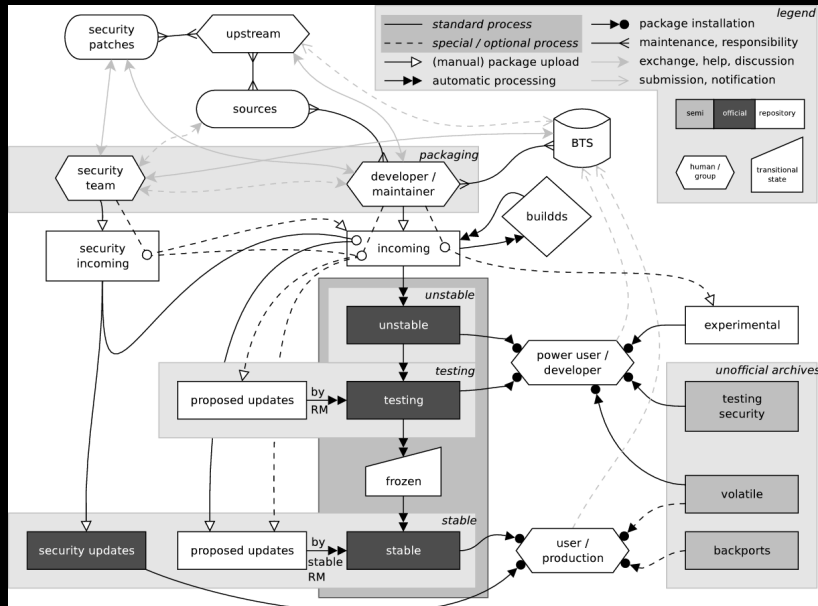 legend
standard process
special / optional process
(manual) package upload
automatic processing
package installation
maintenance, responsibility
exchange, help, discussion
submission, notification
semi
official
repository
human /
group
transitional
state
security
patches
upstream
sources
BTS
packaging
security
team
developer /
maintainer
buildds
security
incoming
incoming
unstable
unstable
experimental
power user /
developer
testing
proposed updates
by
RM
testing
unofficial archives
testing
security
frozen
volatile
stable
security updates
proposed updates
by
stable
RM
stable
user /
production
backports